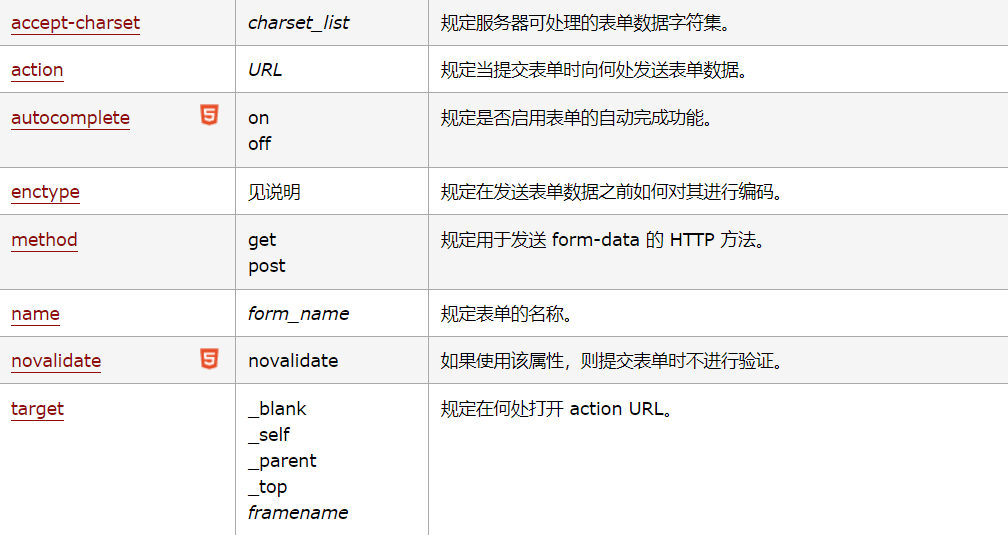 accept-charset charset_list 规定服务器可处理的表单数据字符集。
action URL 规定当提交表单时向何处发送表单数据。
autocomplete 5 on 规定是否启用表单的自动完成功能。
off
enctype 见说明 规定在发送表单数据之前如何对其进行编码。
method get 规定用于发送 form-data 的 HTTP 方法。
post
name form_name 规定表单的名称。
novalidate 5 novalidate 如果使用该属性，则提交表单时不进行验证。
target _blank 规定在何处打开 action URL。
_self
_parent
_top
framename